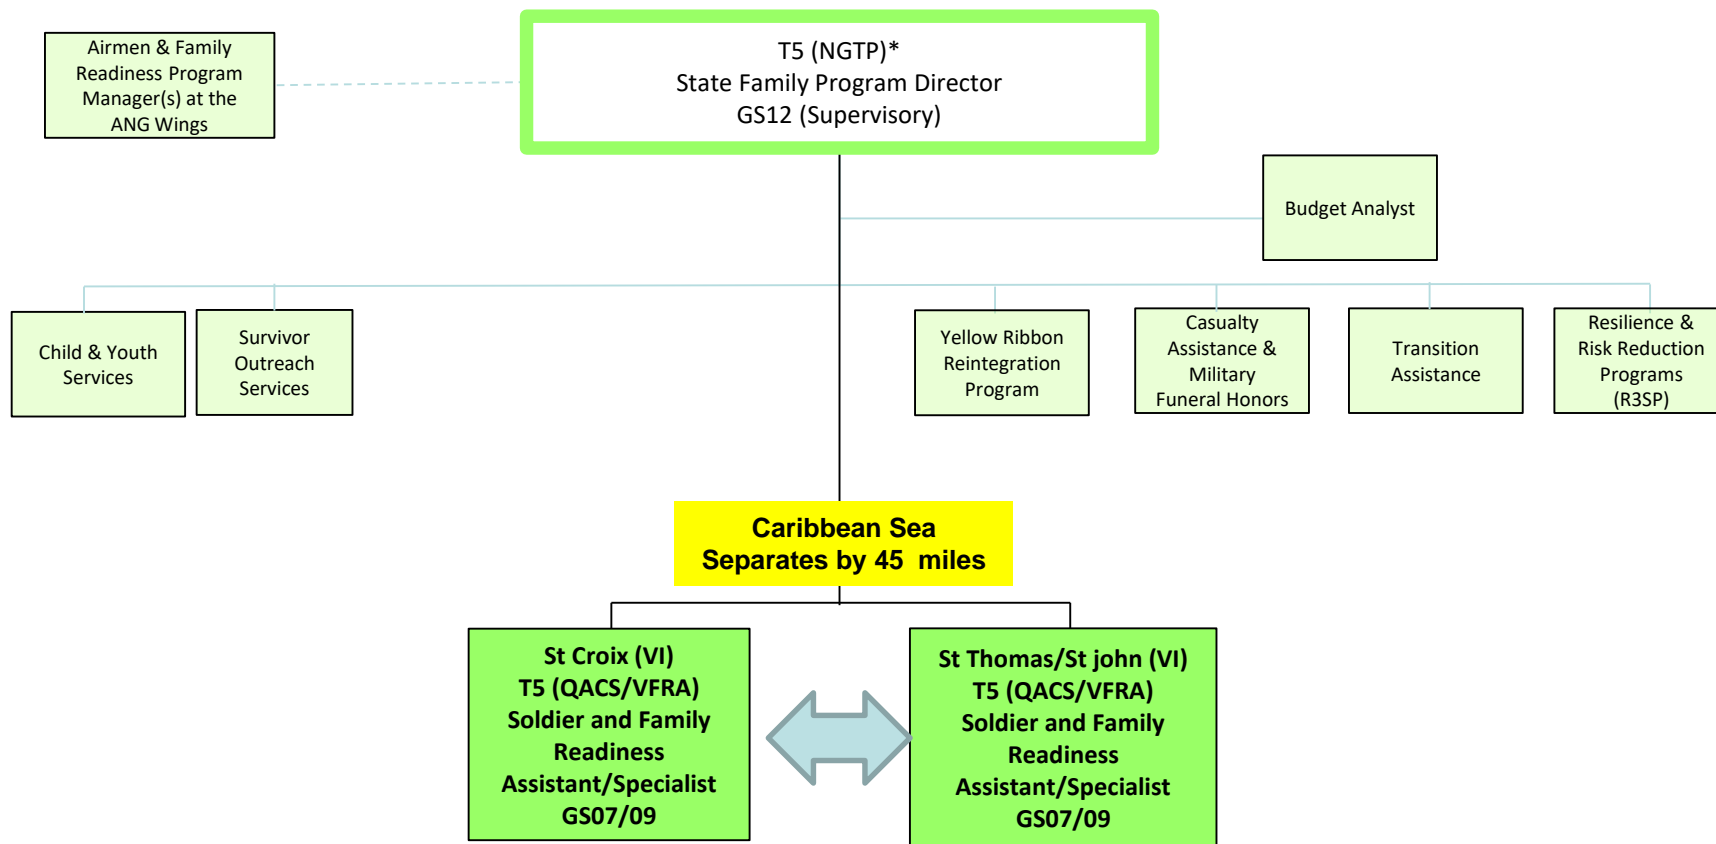 Airmen & Family
Readiness Program
Manager(s) at the
ANG Wings
T5 (NGTP)*
State Family Program Director
GS12 (Supervisory)
Budget Analyst
Child & Youth
Services
Survivor
Outreach
Services
Yellow Ribbon
Reintegration
Program
Casualty
Assistance &
Military
Funeral Honors
Transition
Assistance
Resilience &
Risk Reduction
Programs
(R3SP)
Caribbean Sea
Separates by 45 miles
St Croix (VI)
T5 (QACS/VFRA)
Soldier and Family
Readiness
Assistant/Specialist
GS07/09
St Thomas/St john (VI)
T5 (QACS/VFRA)
Soldier and Family
Readiness
Assistant/Specialist
GS07/09